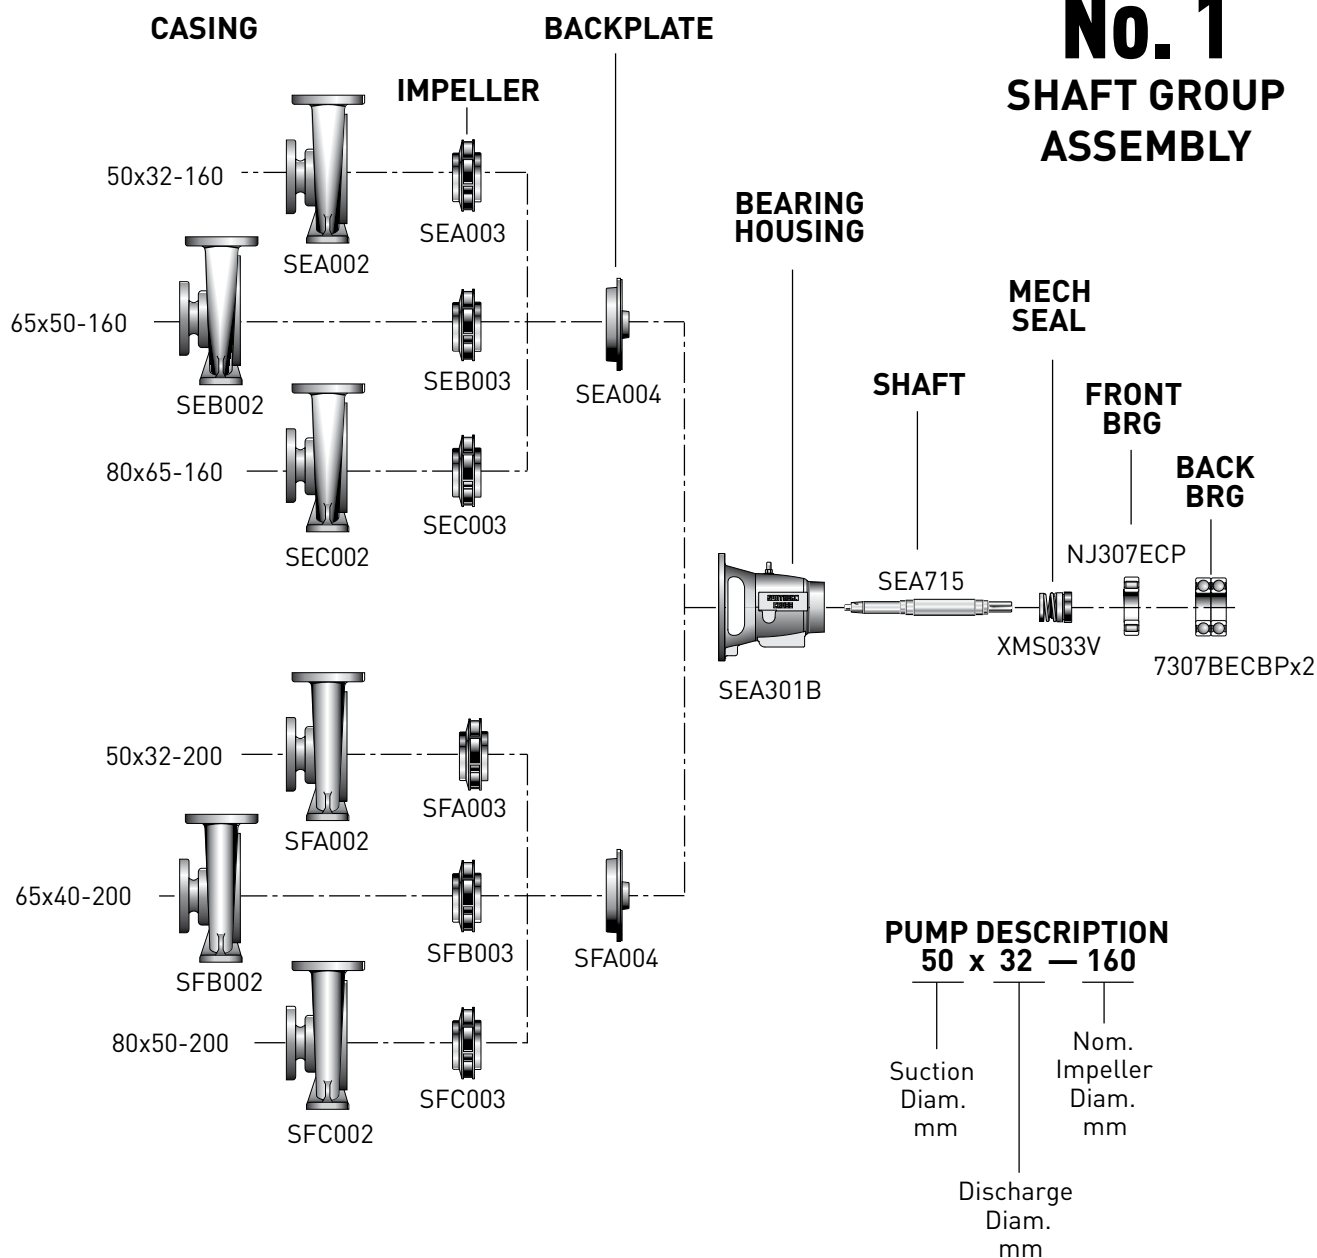 CASING
BACKPLATE
No. 1
SHAFT GROUP
ASSEMBLY
IMPELLER
50x32-160
SEA002
SEA003
65x50-160
SEB002
SEB003
SEA004
80x65-160
SEC002
SEC003
BEARING
HOUSING
SEA301B
SHAFT
SEA715
MECH
SEAL
XMS033V
FRONT
BRG
NJ307ECP
BACK
BRG
7307BECBPx2
50x32-200
SFA002
SFA003
65x40-200
SFB002
SFB003
SFA004
80x50-200
SFC002
SFC003
PUMP DESCRIPTION
50 x 32 — 160
Suction
Diam.
mm
Discharge
Diam.
mm
Nom.
Impeller
Diam.
mm